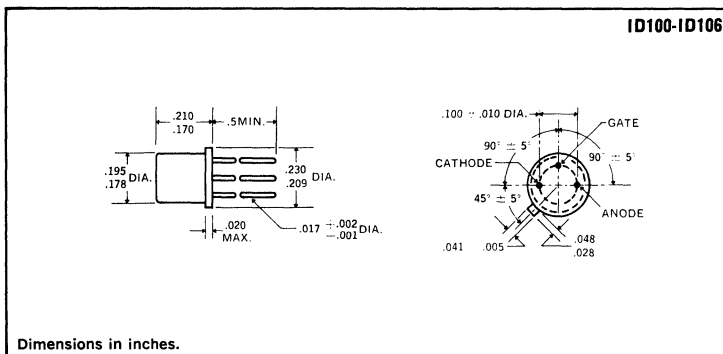 ID100-ID106
.210
.170
.5MIN.
.195
.178 DIA.
.230
.209 DIA.
.020
MAX.
.017 +.002
-.001 DIA.
.100 ± .010 DIA.
GATE
90° ± 5°
90° ± 5°
CATHODE
45° ± 5°
ANODE
.041 .005
.048
.028
Dimensions in inches.